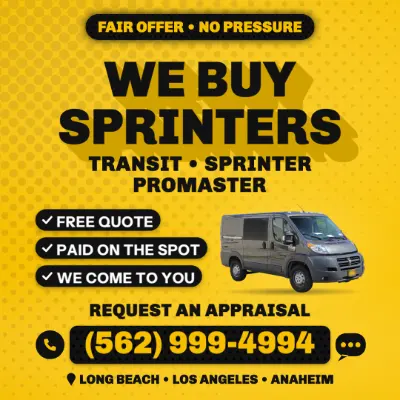 FAIR OFFER • NO PRESSURE
WE BUY
SPRINTERS
TRANSIT • SPRINTER
PROMASTER
FREE QUOTE
PAID ON THE SPOT
WE COME TO YOU
REQUEST AN APPRAISAL
(562) 999-4994
LONG BEACH • LOS ANGELES • ANAHEIM